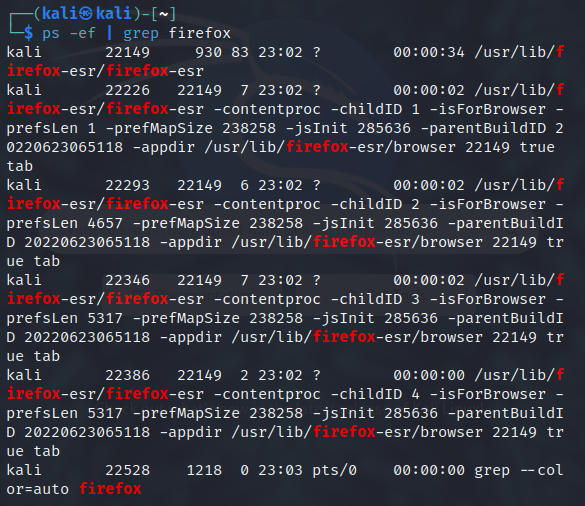 ┌──(kali㉿kali)-[~]
└─$ ps -ef | grep firefox
kali       22149     930 83 23:02 ?        00:00:34 /usr/lib/f
irefox-esr/firefox-esr
kali       22226   22149  7 23:02 ?        00:00:02 /usr/lib/f
irefox-esr/firefox-esr -contentproc -childID 1 -isForBrowser -
prefsLen 1 -prefMapSize 238258 -jsInit 285636 -parentBuildID 2
0220623065118 -appdir /usr/lib/firefox-esr/browser 22149 true
tab
kali       22293   22149  6 23:02 ?        00:00:02 /usr/lib/f
irefox-esr/firefox-esr -contentproc -childID 2 -isForBrowser -
prefsLen 4657 -prefMapSize 238258 -jsInit 285636 -parentBuildI
D 20220623065118 -appdir /usr/lib/firefox-esr/browser 22149 tr
ue tab
kali       22346   22149  7 23:02 ?        00:00:02 /usr/lib/f
irefox-esr/firefox-esr -contentproc -childID 3 -isForBrowser -
prefsLen 5317 -prefMapSize 238258 -jsInit 285636 -parentBuildI
D 20220623065118 -appdir /usr/lib/firefox-esr/browser 22149 tr
ue tab
kali       22386   22149  2 23:02 ?        00:00:00 /usr/lib/f
irefox-esr/firefox-esr -contentproc -childID 4 -isForBrowser -
prefsLen 5317 -prefMapSize 238258 -jsInit 285636 -parentBuildI
D 20220623065118 -appdir /usr/lib/firefox-esr/browser 22149 tr
ue tab
kali       22528    1218  0 23:03 pts/0    00:00:00 grep --col
or=auto firefox